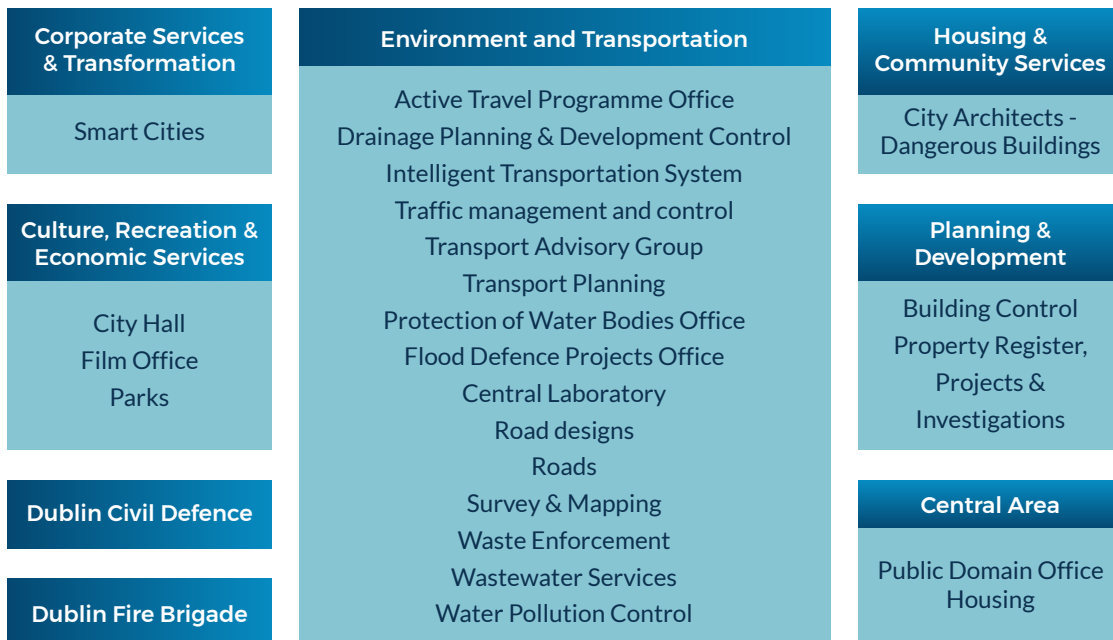 Corporate Services
& Transformation
Smart Cities
Culture, Recreation &
Economic Services
City Hall
Film Office
Parks
Dublin Civil Defence
Dublin Fire Brigade
Environment and Transportation
Active Travel Programme Office
Drainage Planning & Development Control
Intelligent Transportation System
Traffic management and control
Transport Advisory Group
Transport Planning
Protection of Water Bodies Office
Flood Defence Projects Office
Central Laboratory
Road designs
Roads
Survey & Mapping
Waste Enforcement
Wastewater Services
Water Pollution Control
Housing &
Community Services
City Architects -
Dangerous Buildings
Planning &
Development
Building Control
Property Register,
Projects &
Investigations
Central Area
Public Domain Office
Housing